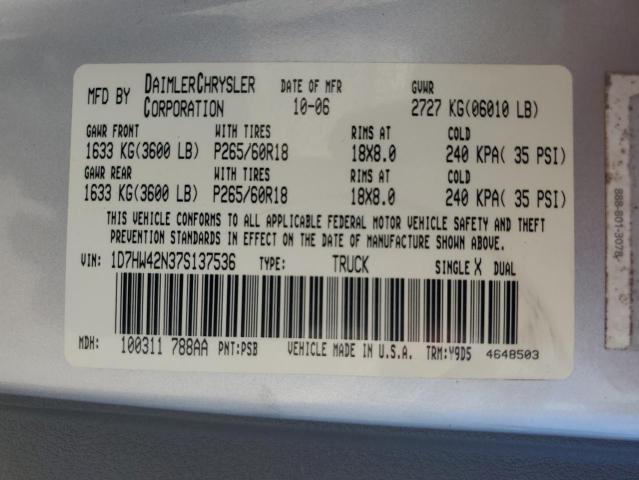 MFD BY DAIMLERCHRYSLER CORPORATION DATE OF MFR 10-06 GVWR 2727 KG(06010 LB)
GAWR FRONT WITH TIRES RIMS AT COLD
1633 KG(3600 LB) P265/60R18 18X8.0 240 KPA( 35 PSI)
GAWR REAR WITH TIRES RIMS AT COLD
1633 KG(3600 LB) P265/60R18 18X8.0 240 KPA( 35 PSI)
THIS VEHICLE CONFORMS TO ALL APPLICABLE FEDERAL MOTOR VEHICLE SAFETY AND THEFT
PREVENTION STANDARDS IN EFFECT ON THE DATE OF MANUFACTURE SHOWN ABOVE.
VIN: 1D7HW42N37S137536 TYPE: TRUCK SINGLE X DUAL
MDH: 100311 788AA PNT:PSB VEHICLE MADE IN U.S.A. TRM:Y9D5 4648503
888-801-3078-